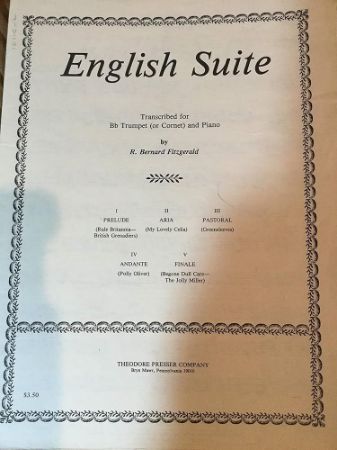 English Suite
Transcribed for
Bb Trumpet (or Cornet) and Piano
by
R. Bernard Fitzgerald
I II III
PRELUDE ARIA PASTORAL
(Rule Britannia— (My Lovely Celia) (Greensleeves)
British Grenadiers)
IV V
ANDANTE FINALE
(Polly Oliver) (Begone Dull Care—
The Jolly Miller)
THEODORE PRESSER COMPANY
Bryn Mawr, Pennsylvania 19010
$3.50